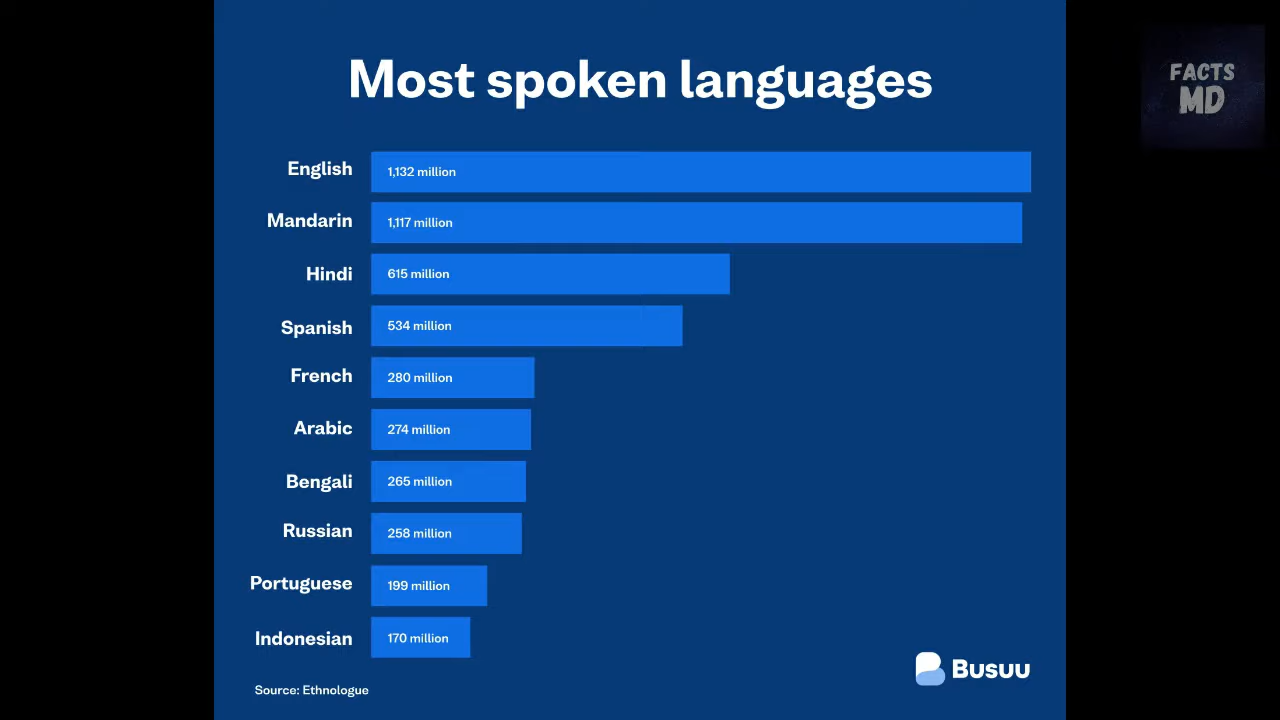 Most spoken languages
FACTS
MD
English 1,132 million
Mandarin 1,117 million
Hindi 615 million
Spanish 534 million
French 280 million
Arabic 274 million
Bengali 265 million
Russian 258 million
Portuguese 199 million
Indonesian 170 million
Busuu
Source: Ethnologue